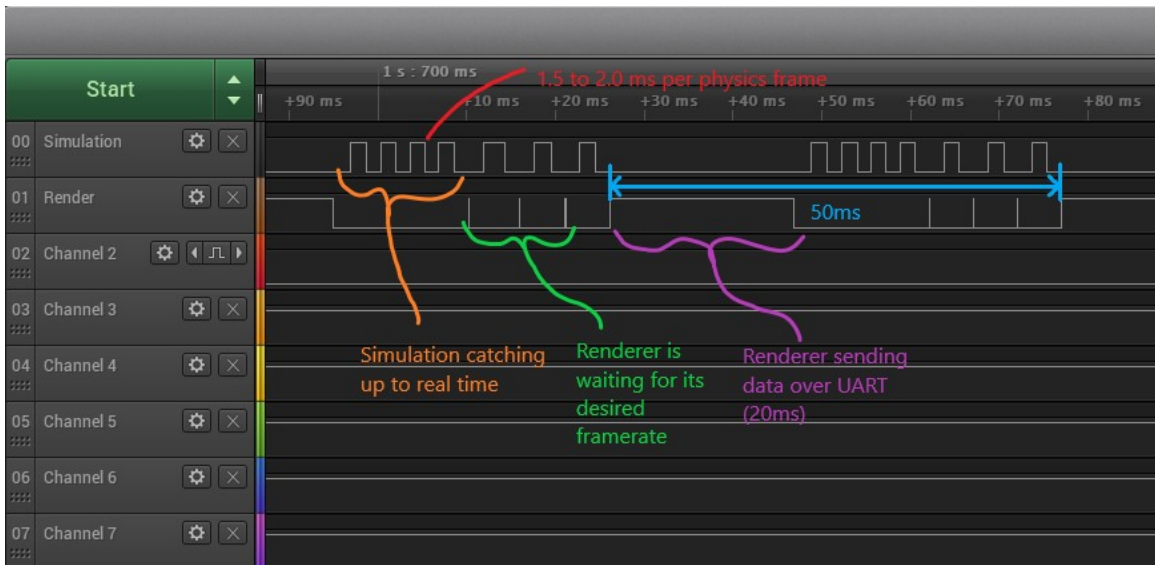 Start
1 s : 700 ms
+90 ms +10 ms +20 ms +30 ms +40 ms +50 ms +60 ms +70 ms +80 ms
1.5 to 2.0 ms per physics frame
00 Simulation
01 Render
50ms
02 Channel 2
03 Channel 3
04 Channel 4
Simulation catching
up to real time
Renderer is
waiting for its
desired
framerate
Renderer sending
data over UART
(20ms)
05 Channel 5
06 Channel 6
07 Channel 7